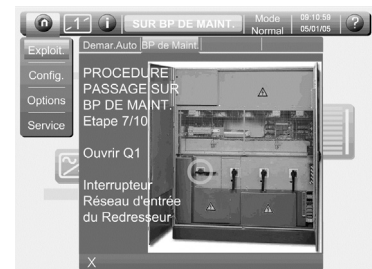 SUR BP DE MAINT.
Mode
Normal
09:10:59
05/01/05
?
Exploit.
Config.
Options
Service
Demar.Auto
BP de Maint.
PROCEDURE
PASSAGE SUR
BP DE MAINT.
Etape 7/10
Ouvrir Q1
Interrupteur
Réseau d'entrée
du Redresseur
X